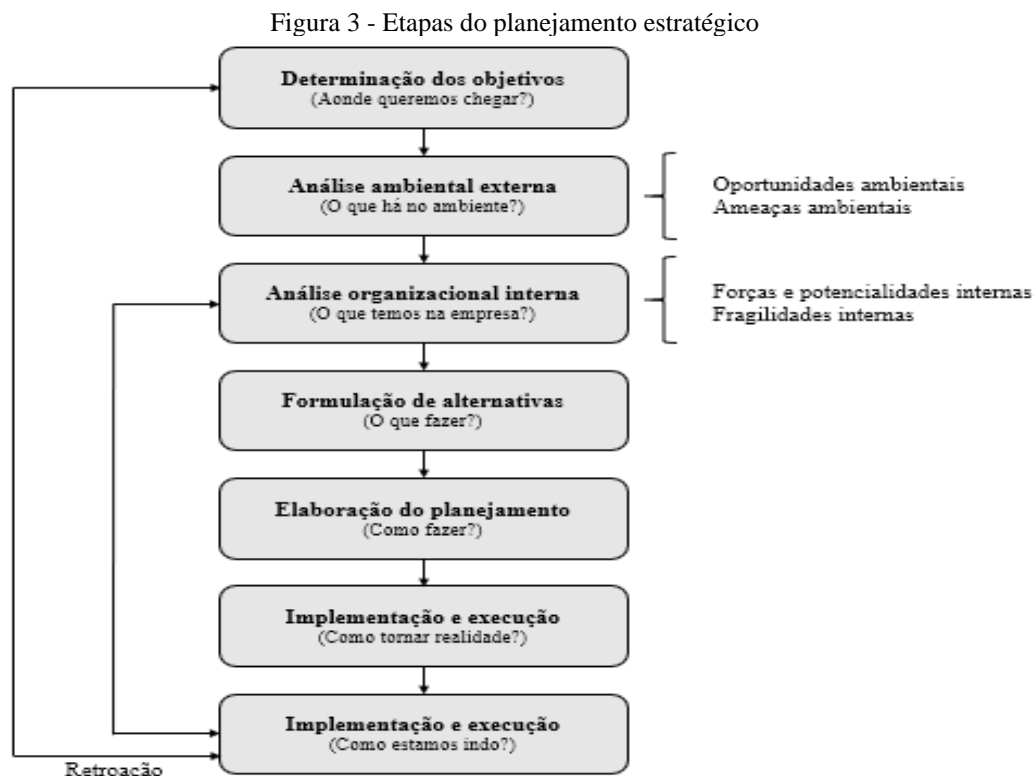 Figura 3 - Etapas do planejamento estratégico
Determinação dos objetivos
(Aonde queremos chegar?)
Análise ambiental externa
(O que há no ambiente?)
Oportunidades ambientais
Ameaças ambientais
Análise organizacional interna
(O que temos na empresa?)
Forças e potencialidades internas
Fragilidades internas
Formulação de alternativas
(O que fazer?)
Elaboração do planejamento
(Como fazer?)
Implementação e execução
(Como tornar realidade?)
Implementação e execução
(Como estamos indo?)
Retroação